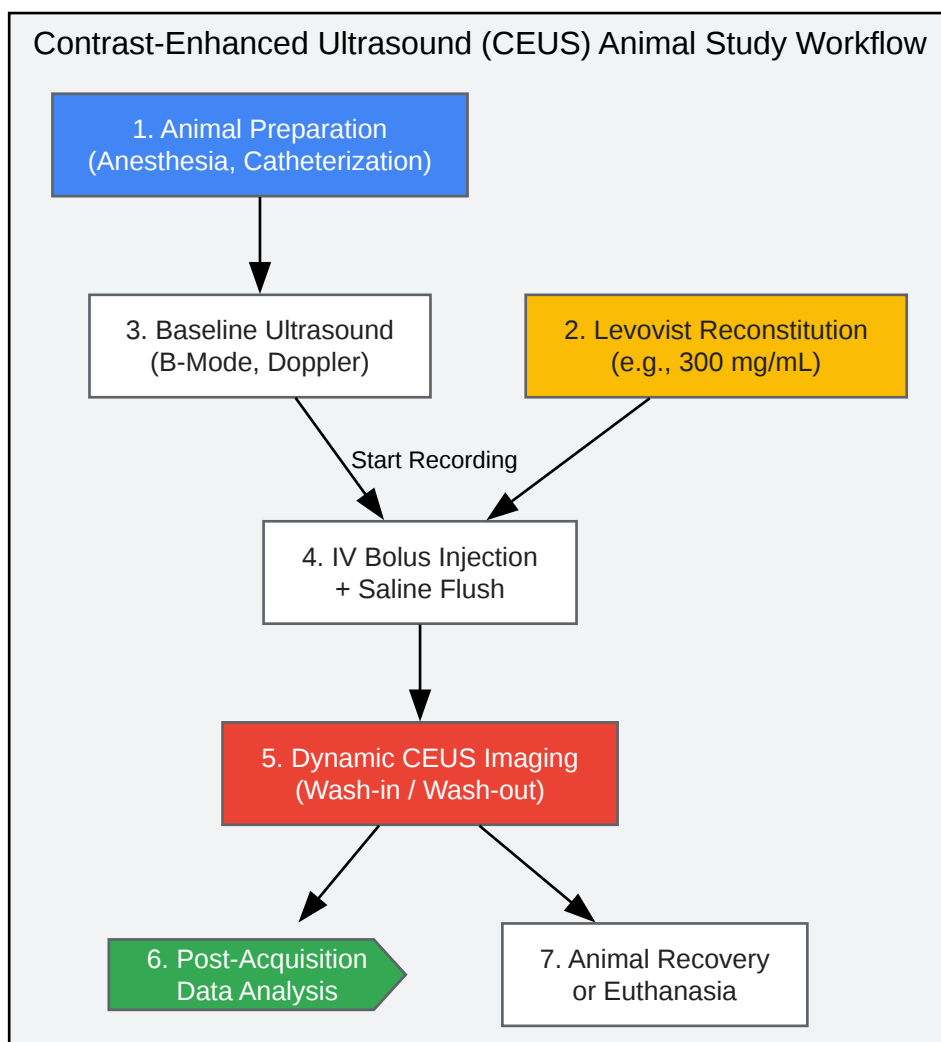 Contrast-Enhanced Ultrasound (CEUS) Animal Study Workflow
1. Animal Preparation
(Anesthesia, Catheterization)
3. Baseline Ultrasound
(B-Mode, Doppler)
2. Levovist Reconstitution
(e.g., 300 mg/mL)
Start Recording
4. IV Bolus Injection
+ Saline Flush
5. Dynamic CEUS Imaging
(Wash-in / Wash-out)
6. Post-Acquisition
Data Analysis
7. Animal Recovery
or Euthanasia